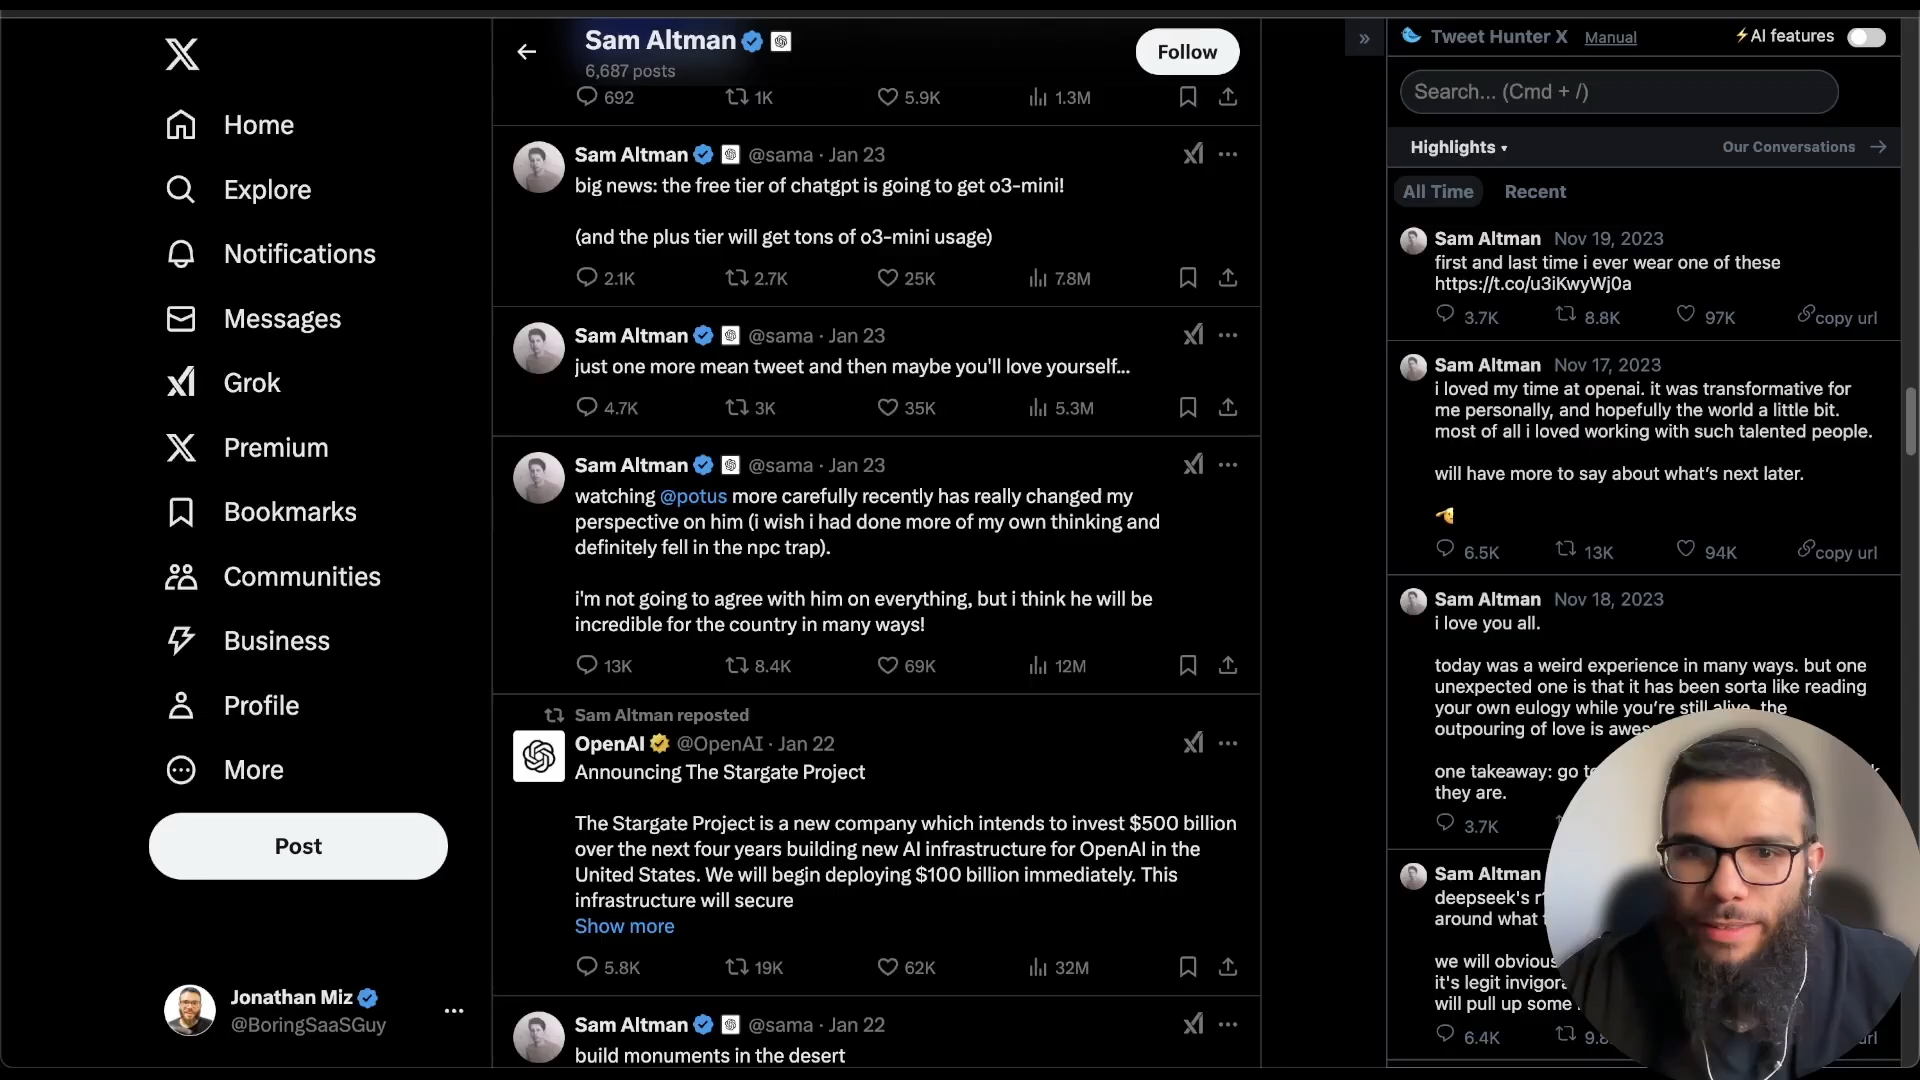 Home
Explore
Notifications
Messages
Grok
Premium
Bookmarks
Communities
Business
Profile
More
Post
Jonathan Miz
@BoringSaaSGuy
Sam Altman
6,687 posts
Follow
692 1K 5.9K 1.3M
Sam Altman @sama · Jan 23
big news: the free tier of chatgpt is going to get o3-mini!
(and the plus tier will get tons of o3-mini usage)
2.1K 2.7K 25K 7.8M
Sam Altman @sama · Jan 23
just one more mean tweet and then maybe you'll love yourself...
4.7K 3K 35K 5.3M
Sam Altman @sama · Jan 23
watching @potus more carefully recently has really changed my
perspective on him (i wish i had done more of my own thinking and
definitely fell in the npc trap).
i'm not going to agree with him on everything, but i think he will be
incredible for the country in many ways!
13K 8.4K 69K 12M
Sam Altman reposted
OpenAI @OpenAI · Jan 22
Announcing The Stargate Project
The Stargate Project is a new company which intends to invest $500 billion
over the next four years building new AI infrastructure for OpenAI in the
United States. We will begin deploying $100 billion immediately. This
infrastructure will secure
Show more
5.8K 19K 62K 32M
Sam Altman @sama · Jan 22
build monuments in the desert
»
Tweet Hunter X Manual ⚡AI features
Search... (Cmd + /)
Highlights ▾ Our Conversations →
All Time Recent
Sam Altman Nov 19, 2023
first and last time i ever wear one of these
https://t.co/u3iKwyWj0a
3.7K 8.8K 97K copy url
Sam Altman Nov 17, 2023
i loved my time at openai. it was transformative for
me personally, and hopefully the world a little bit.
most of all i loved working with such talented people.
will have more to say about what's next later.
🫡
6.5K 13K 94K copy url
Sam Altman Nov 18, 2023
i love you all.
today was a weird experience in many ways. but one
unexpected one is that it has been sorta like reading
your own eulogy while you're still alive. the
outpouring of love is
one takeaway: go
they are.
3.7K
Sam Altman
deepseek's
around what
we will
it's legit
will pull up some
6.4K